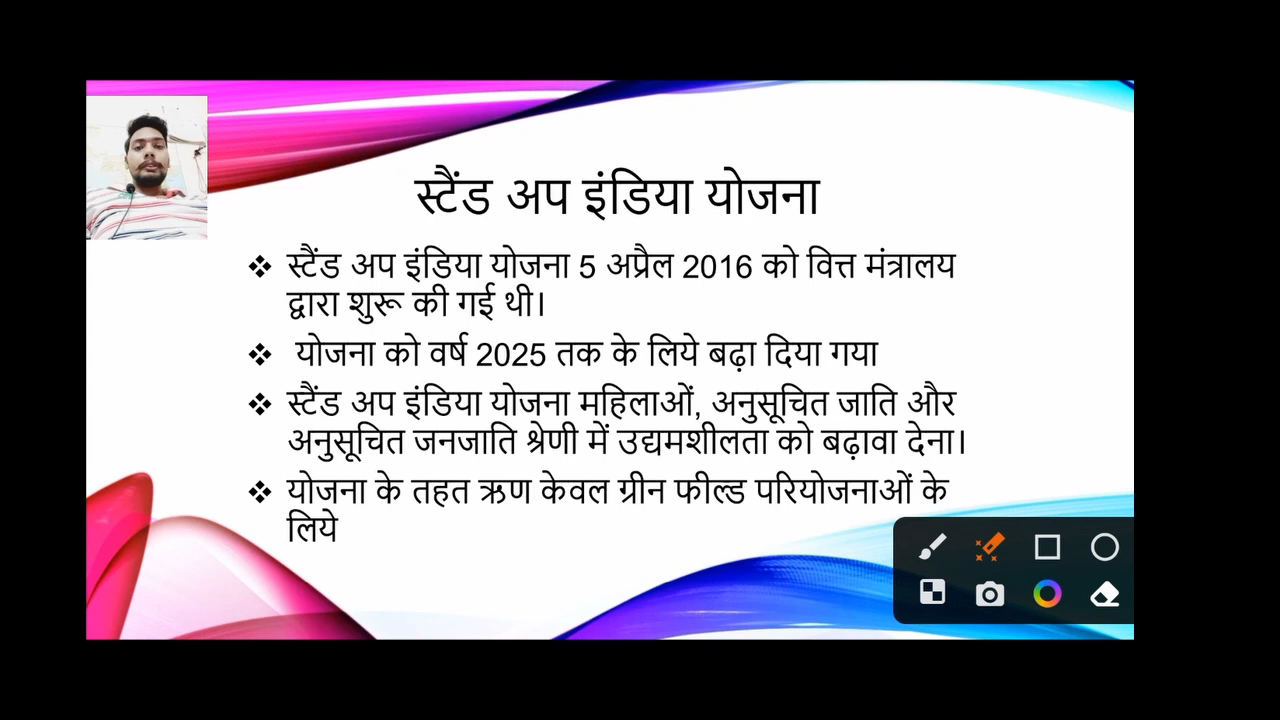 स्टैंड अप इंडिया योजना
❖ स्टैंड अप इंडिया योजना 5 अप्रैल 2016 को वित्त मंत्रालय
द्वारा शुरू की गई थी।
❖ योजना को वर्ष 2025 तक के लिये बढ़ा दिया गया
❖ स्टैंड अप इंडिया योजना महिलाओं, अनुसूचित जाति और
अनुसूचित जनजाति श्रेणी में उद्यमशीलता को बढ़ावा देना।
❖ योजना के तहत ऋण केवल ग्रीन फील्ड परियोजनाओं के
लिये